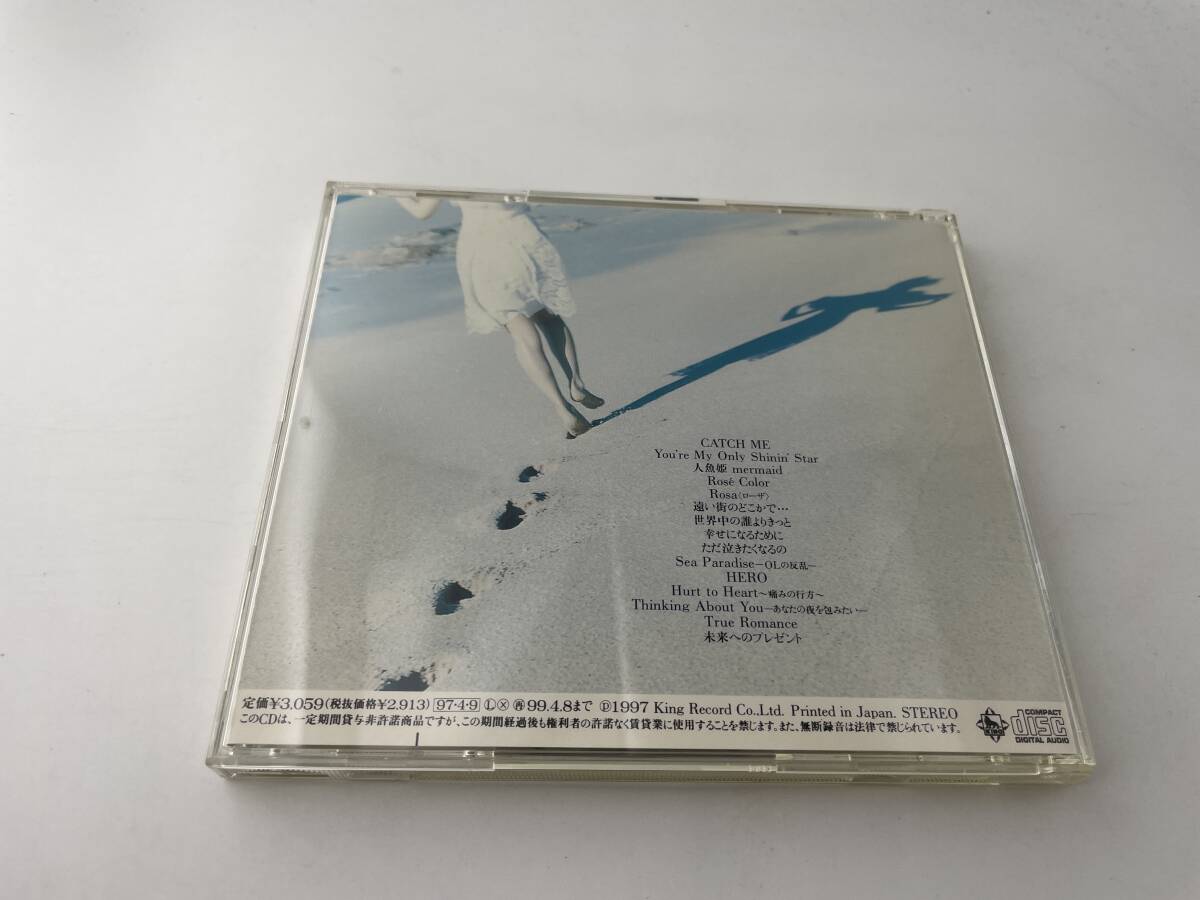 CATCH ME
You're My Only Shinin' Star
人魚姫 mermaid
Rosé Color
Rosa〈ローザ〉
遠い街のどこかで…
世界中の誰よりきっと
幸せになるために
ただ泣きたくなるの
Sea Paradise—OLの反乱—
HERO
Hurt to Heart〜痛みの行方〜
Thinking About You—あなたの夜を包みたい—
True Romance
未来へのプレゼント
定価¥3,059(税抜価格¥2,913) 97・4・9 Ⓛ Ⓧ ㊕99.4.8まで Ⓟ1997 King Record Co.,Ltd. Printed in Japan. STEREO
このCDは、一定期間貸与非許諾商品ですが、この期間経過後も権利者の許諾なく賃貸業に使用することを禁じます。また、無断録音は法律で禁じられています。
KING
COMPACT
disc
DIGITAL AUDIO